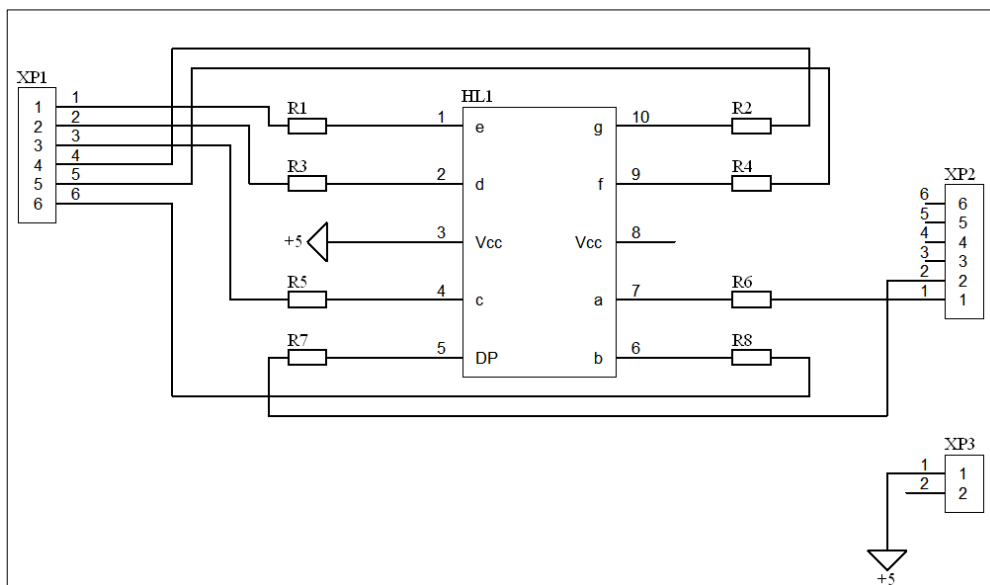 XP1
1 1
2 2
3 3
4 4
5 5
6 6
R1
R3
+5
R5
R7
HL1
1 e g 10
2 d f 9
3 Vcc Vcc 8
4 c a 7
5 DP b 6
R2
R4
R6
R8
XP2
6 6
5 5
4 4
3 3
2 2
1 1
XP3
1 1
2 2
+5